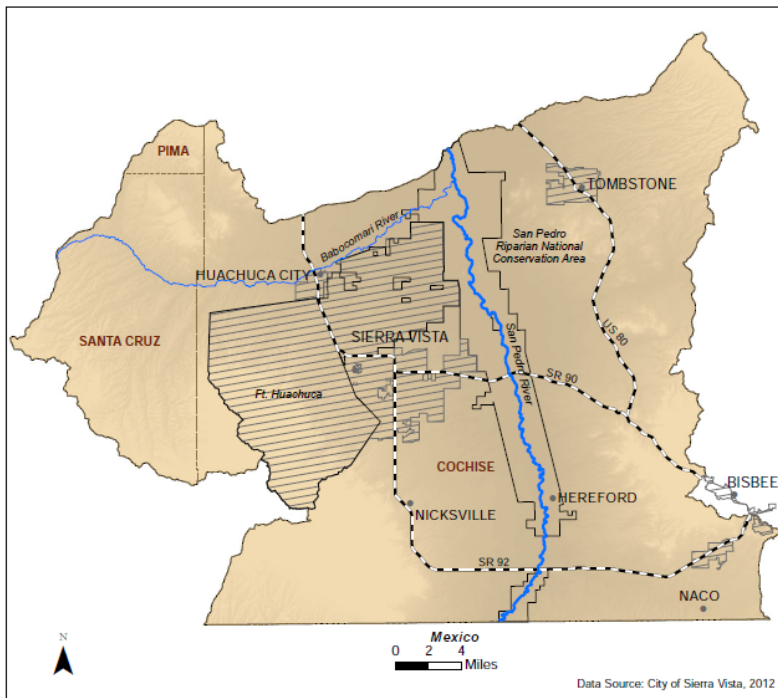 PIMA
TOMBSTONE
Babocomari River
San Pedro
Riparian National
Conservation Area
HUACHUCA CITY
SANTA CRUZ
SIERRA VISTA
San Pedro River
US 80
SR 90
Ft. Huachuca
COCHISE
BISBEE
HEREFORD
NICKSVILLE
SR 92
NACO
Mexico
N
0 2 4
Miles
Data Source: City of Sierra Vista, 2012